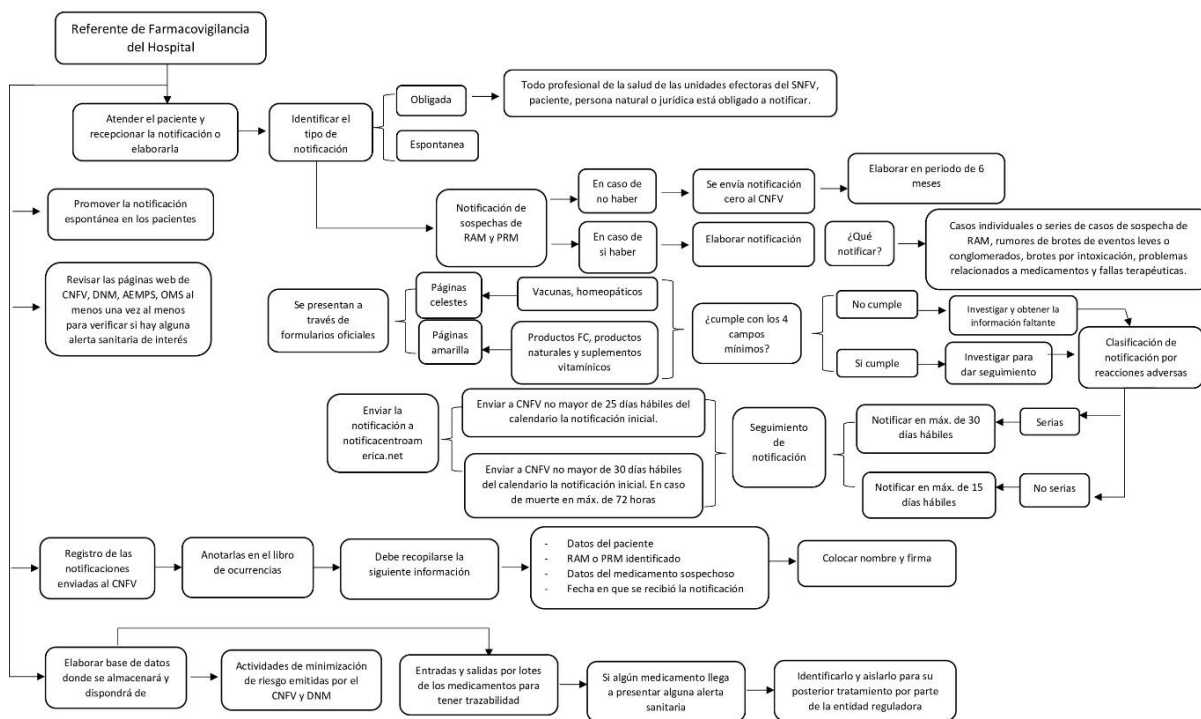 Referente de Farmacovigilancia
del Hospital
Atender el paciente y
recepcionar la notificación o
elaborarla
Identificar el
tipo de
notificación
Obligada
Espontanea
Todo profesional de la salud de las unidades efectoras del SNFV,
paciente, persona natural o jurídica está obligado a notificar.
Promover la notificación
espontánea en los pacientes
Notificación de
sospechas de
RAM y PRM
En caso de
no haber
Se envía notificación
cero al CNFV
Elaborar en periodo de 6
meses
En caso de
si haber
Elaborar notificación
¿Qué
notificar?
Casos individuales o series de casos de sospecha de
RAM, rumores de brotes de eventos leves o
conglomerados, brotes por intoxicación, problemas
relacionados a medicamentos y fallas terapéuticas.
Revisar las páginas web de
CNFV, DNM, AEMPS, OMS al
menos una vez al menos
para verificar si hay alguna
alerta sanitaria de interés
Se presentan a
través de
formularios oficiales
Páginas
celestes
Vacunas, homeopáticos
Páginas
amarilla
Productos FC, productos
naturales y suplementos
vitamínicos
¿cumple con los 4
campos
mínimos?
No cumple
Investigar y obtener la
información faltante
Si cumple
Investigar para
dar seguimiento
Clasificación de
notificación por
reacciones adversas
Enviar la
notificación a
notificacentroam
erica.net
Enviar a CNFV no mayor de 25 días hábiles del
calendario la notificación inicial.
Enviar a CNFV no mayor de 30 días hábiles
del calendario la notificación inicial. En caso
de muerte en máx. de 72 horas
Seguimiento de
notificación
Notificar en máx. de 30
días hábiles
Serias
Notificar en máx. de 15
días hábiles
No serias
Registro de las
notificaciones
enviadas al CNFV
Anotarlas en el libro
de ocurrencias
Debe recopilarse la
siguiente información
- Datos del paciente
- RAM o PRM identificado
- Datos del medicamento sospechoso
- Fecha en que se recibió la notificación
Colocar nombre y firma
Elaborar base de datos
donde se almacenará y
dispondrá de
Actividades de minimización
de riesgo emitidas por el
CNFV y DNM
Entradas y salidas por lotes
de los medicamentos para
tener trazabilidad
Si algún medicamento llega
a presentar alguna alerta
sanitaria
Identificarlo y aislarlo para su
posterior tratamiento por parte
de la entidad reguladora